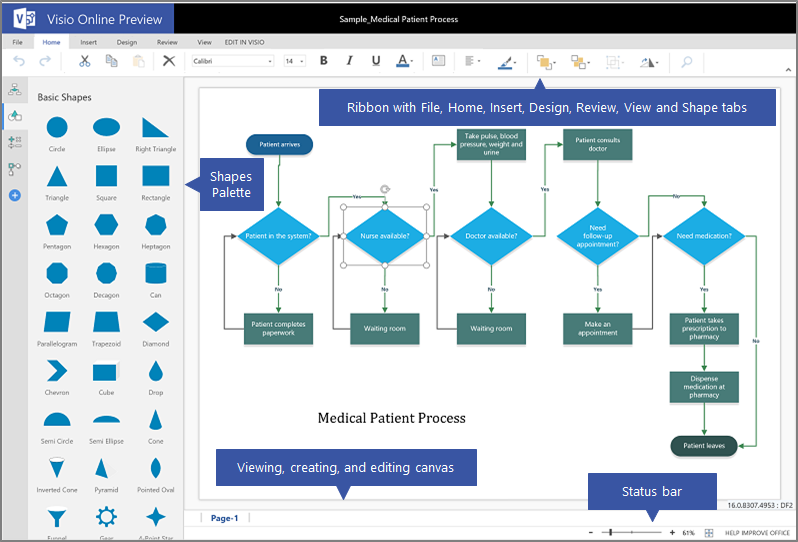 Visio Online Preview
Sample_Medical Patient Process
File Home Insert Design Review View EDIT IN VISIO
Calibri 14 B I U A A
Ribbon with File, Home, Insert, Design, Review, View and Shape tabs
Basic Shapes
Circle Ellipse Right Triangle
Triangle Square Rectangle
Pentagon Hexagon Heptagon
Octagon Decagon Can
Parallelogram Trapezoid Diamond
Chevron Cube Drop
Semi Circle Semi Ellipse Cone
Inverted Cone Pyramid Pointed Oval
Funnel Gear 4-Point Star
Shapes
Palette
Patient arrives
Take pulse, blood
pressure, weight and
urine
Patient consults
doctor
Yes
Yes
Yes
No
Patient in the system?
Nurse available?
Doctor available?
Need
follow-up
appointment?
Need medication?
No
No
No
Yes
Yes
Patient completes
paperwork
Waiting room
Waiting room
Make an
appointment
Patient takes
prescription to
pharmacy
No
Dispense
medication at
pharmacy
Patient leaves
Medical Patient Process
Viewing, creating, and editing canvas
Status bar
16.0.8307.4953 : DF2
Page-1
61% HELP IMPROVE OFFICE